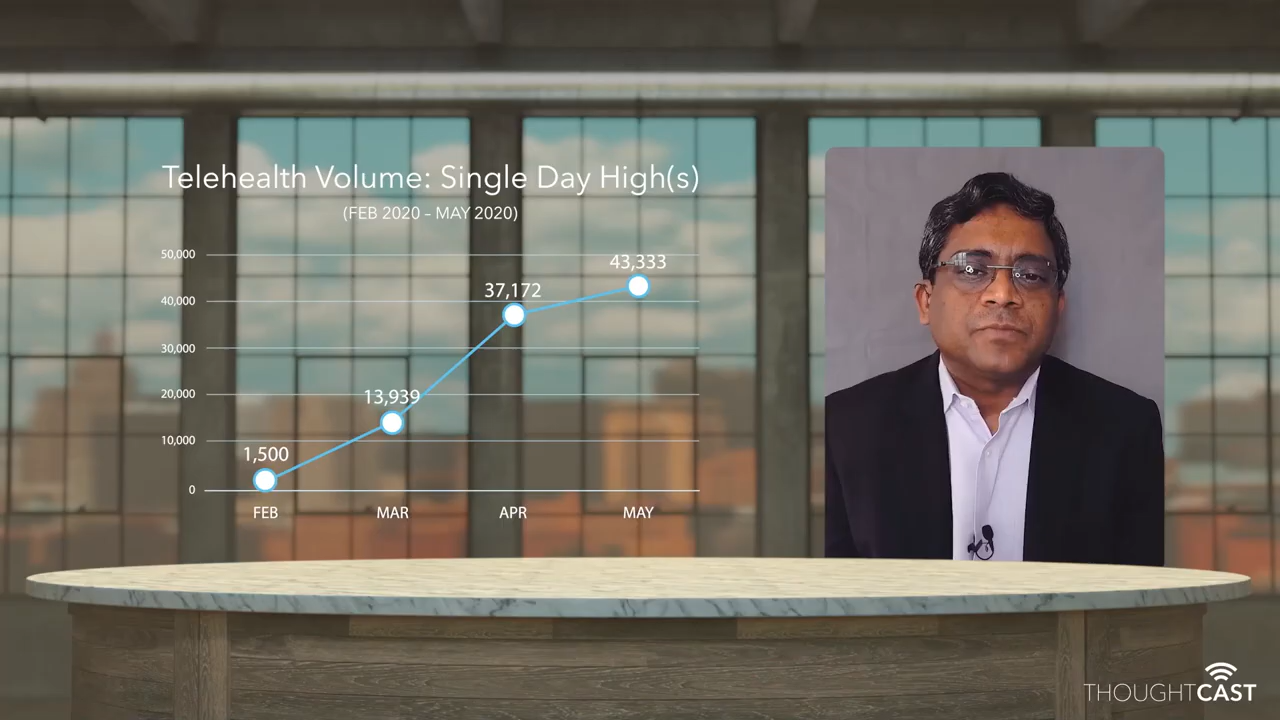 Telehealth Volume: Single Day High(s)
(FEB 2020 – MAY 2020)
50,000
43,333
37,172
40,000
30,000
13,939
20,000
10,000
1,500
0
FEB MAR APR MAY
THOUGHTCAST